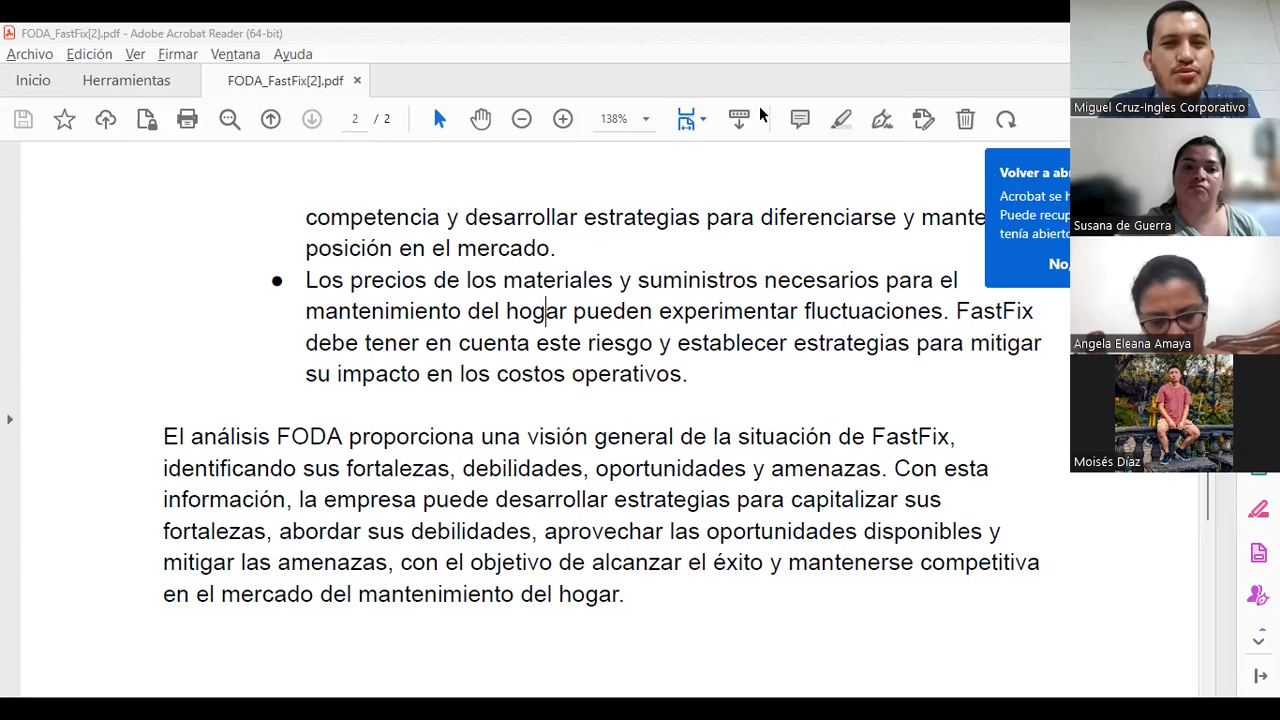 FODA_FastFix[2].pdf - Adobe Acrobat Reader (64-bit)
Archivo Edición Ver Firmar Ventana Ayuda
Inicio Herramientas FODA_FastFix[2].pdf ×
2 / 2 138%
Volver a
Acrobat se
Puede
tenía
No,
competencia y desarrollar estrategias para diferenciarse y
posición en el mercado.
● Los precios de los materiales y suministros necesarios para el
mantenimiento del hogar pueden experimentar fluctuaciones. FastFix
debe tener en cuenta este riesgo y establecer estrategias para mitigar
su impacto en los costos operativos.
El análisis FODA proporciona una visión general de la situación de FastFix,
identificando sus fortalezas, debilidades, oportunidades y amenazas. Con esta
información, la empresa puede desarrollar estrategias para capitalizar sus
fortalezas, abordar sus debilidades, aprovechar las oportunidades disponibles y
mitigar las amenazas, con el objetivo de alcanzar el éxito y mantenerse competitiva
en el mercado del mantenimiento del hogar.
Miguel Cruz-Ingles Corporativo
Susana de Guerra
Angela Eleana Amaya
Moisés Díaz